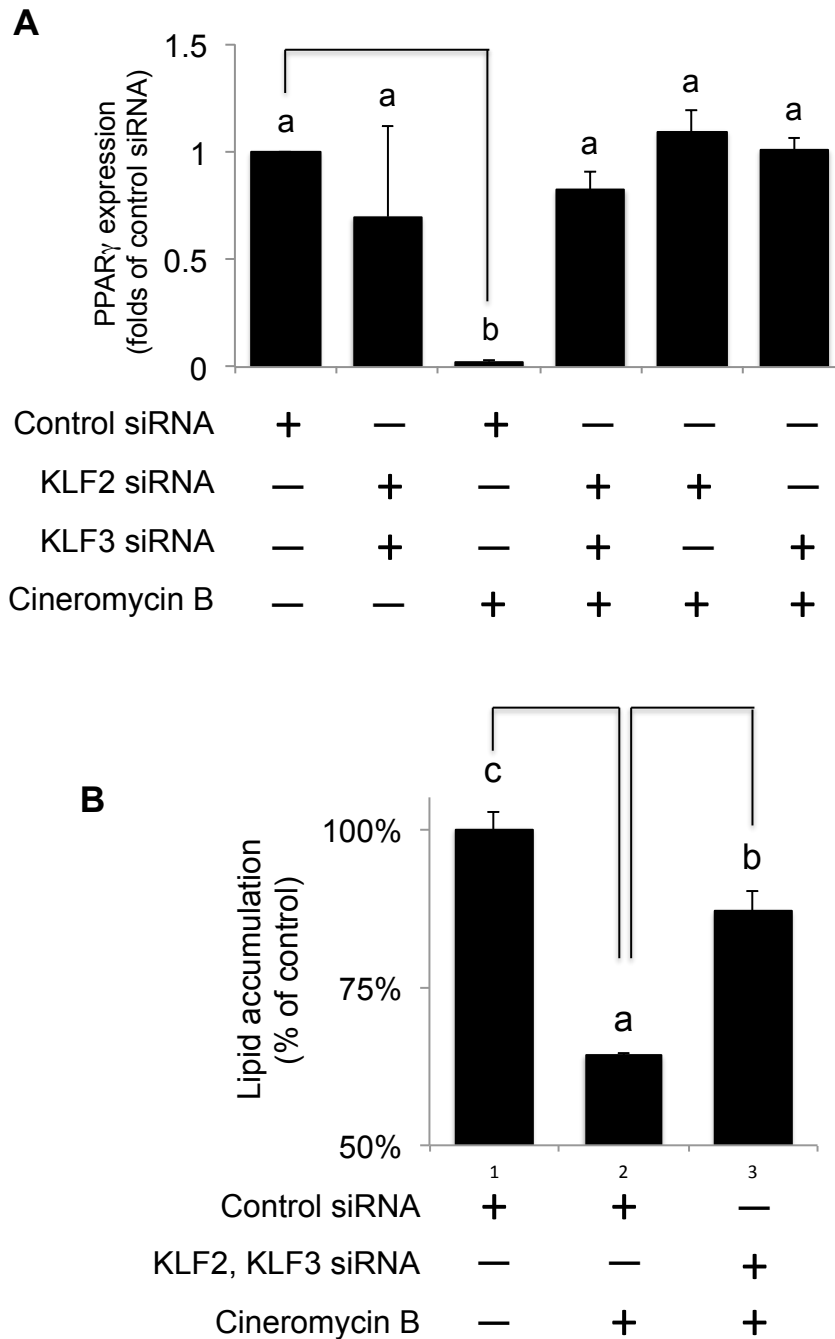 A
PPARγ expression
(folds of control siRNA)
1.5
1
0.5
0
a
a
b
a
a
a
Control siRNA + — + — — —
KLF2 siRNA — + — + + —
KLF3 siRNA — + — + — +
Cineromycin B — — + + + +
B
Lipid accumulation
(% of control)
100%
75%
50%
c
a
b
1 2 3
Control siRNA + + —
KLF2, KLF3 siRNA — — +
Cineromycin B — + +